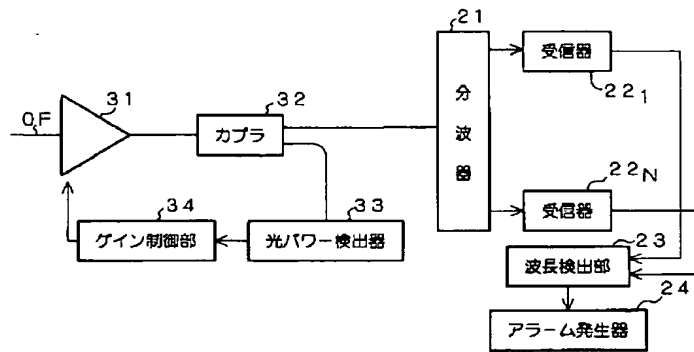 OF
31
32
カプラ
34
ゲイン制御部
33
光パワー検出器
21
分波器
受信器
22₁
22N
受信器
23
波長検出部
24
アラーム発生器